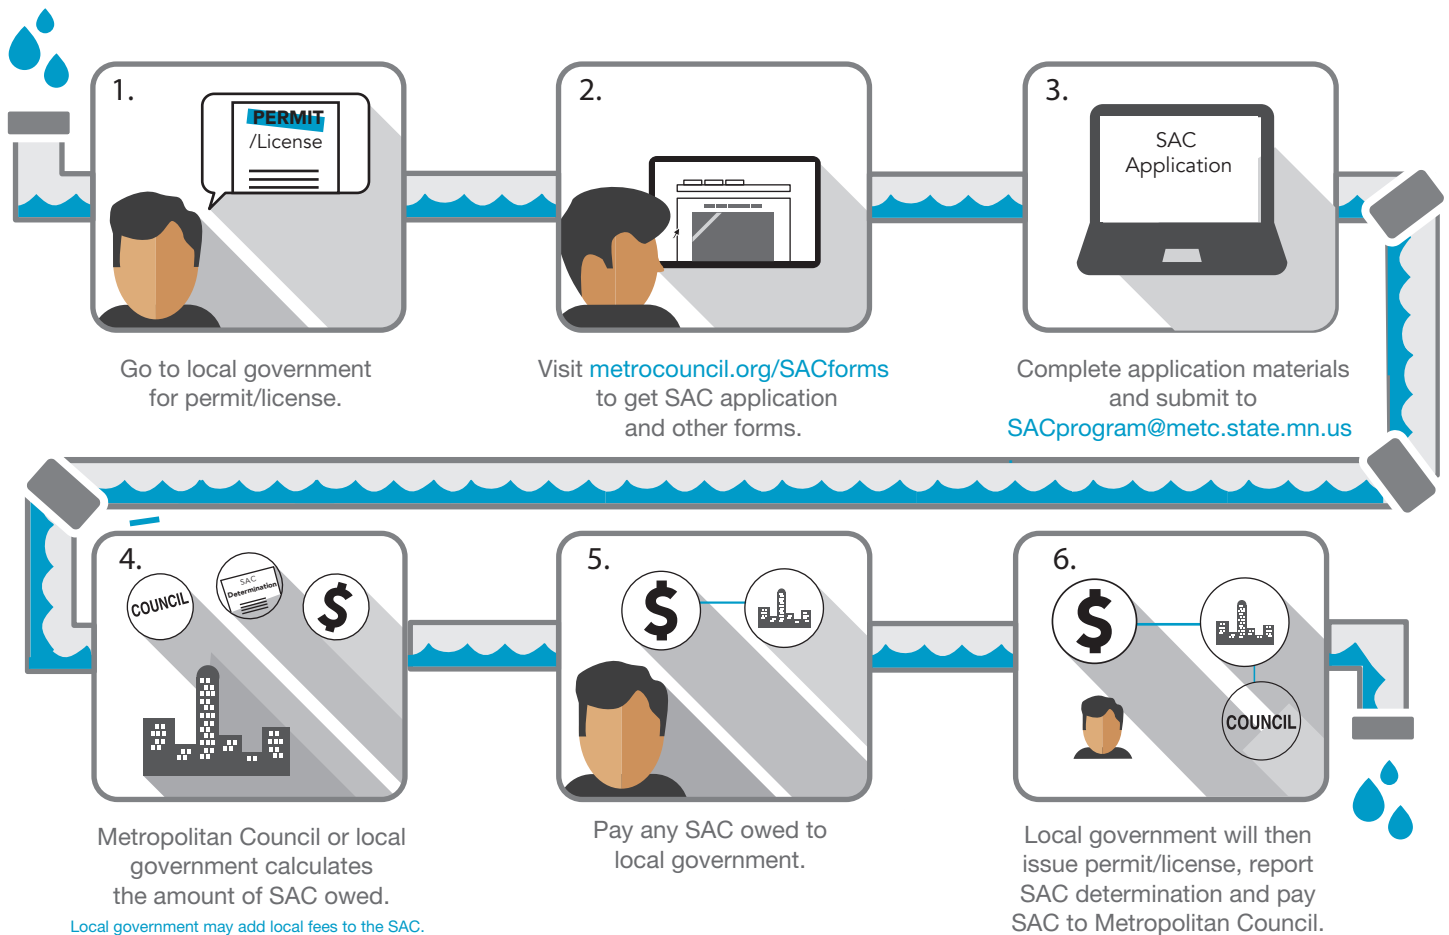 1.
PERMIT
/License
Go to local government
for permit/license.
2.
Visit metrocouncil.org/SACforms
to get SAC application
and other forms.
3.
SAC
Application
Complete application materials
and submit to
SACprogram@metc.state.mn.us
4.
COUNCIL
SAC
Determination
$
Metropolitan Council or local
government calculates
the amount of SAC owed.
Local government may add local fees to the SAC.
5.
$
Pay any SAC owed to
local government.
6.
$
COUNCIL
Local government will then
issue permit/license, report
SAC determination and pay
SAC to Metropolitan Council.